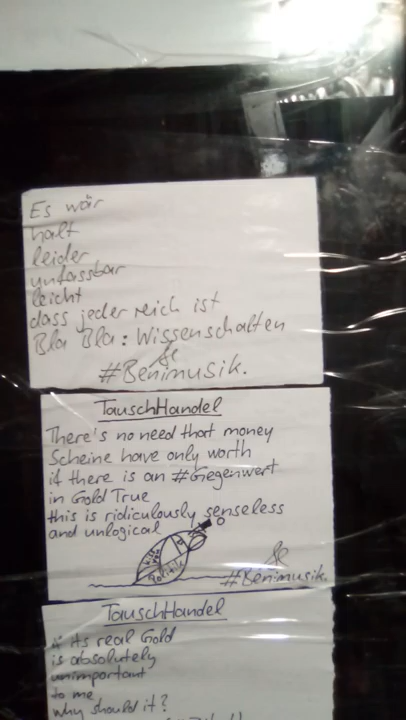 Es wär
halt
leider
unfassbar
leicht
dass jeder reich ist
Bla Bla: Wissenschalten
#Benimusik.
TauschHandel
There's no need that money
Scheine have only worth
if there is an #Gegenwert
in Gold True
this is ridiculously senseless
and unlogical
Politik
#Benimusik.
TauschHandel
if its real Gold
is absolutely
unimportant
to me
why should it?